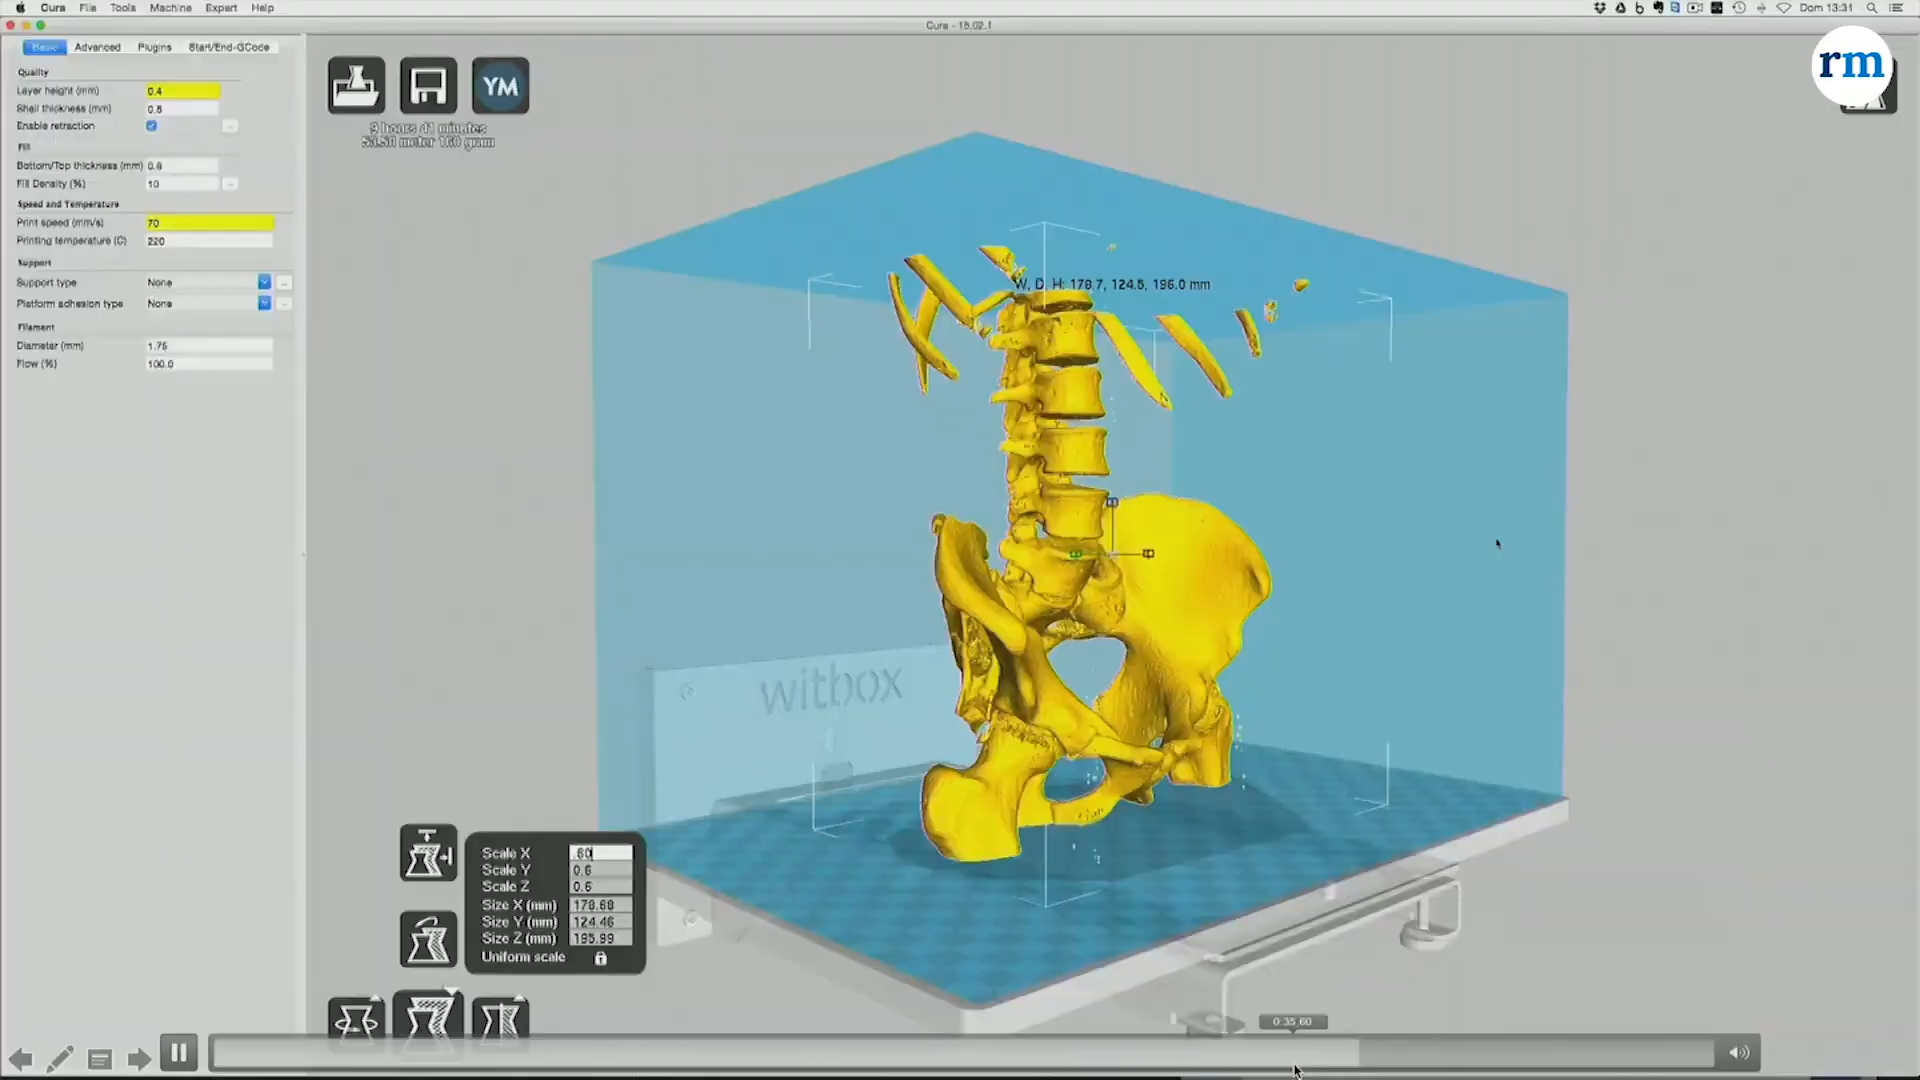 Cura File Tools Machine Expert Help
Dom 13:31
Cura - 15.02.1
Basic Advanced Plugins Start/End-GCode
Quality
Layer height (mm) 0.4
Shell thickness (mm) 0.8
Enable retraction
Fill
Bottom/Top thickness (mm) 0.8
Fill Density (%) 10
Speed and Temperature
Print speed (mm/s) 70
Printing temperature (C) 220
Support
Support type None
Platform adhesion type None
Filament
Diameter (mm) 1.75
Flow (%) 100.0
YM
9 hours 41 minutes
53.58 meter 160 gram
rm
W, D, H: 178.7, 124.5, 196.0 mm
witbox
Scale X .60
Scale Y 0.6
Scale Z 0.6
Size X (mm) 178.68
Size Y (mm) 124.46
Size Z (mm) 195.99
Uniform scale
0:35,60